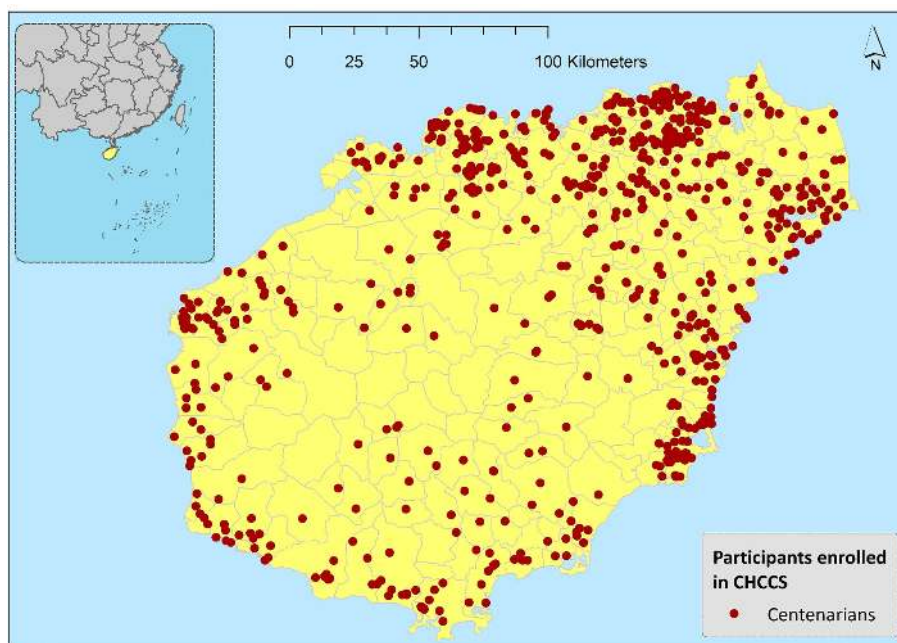 0 25 50 100 Kilometers
N
Participants enrolled
in CHCCS
Centenarians